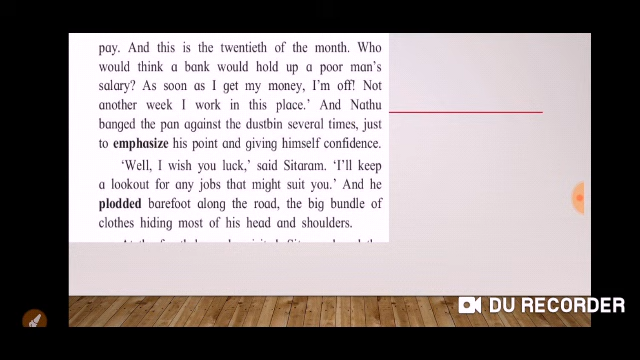 pay. And this is the twentieth of the month. Who
would think a bank would hold up a poor man's
salary? As soon as I get my money, I'm off! Not
another week I work in this place.' And Nathu
banged the pan against the dustbin several times, just
to emphasize his point and giving himself confidence.
'Well, I wish you luck,' said Sitaram. 'I'll keep
a lookout for any jobs that might suit you.' And he
plodded barefoot along the road, the big bundle of
clothes hiding most of his head and shoulders.
DU RECORDER